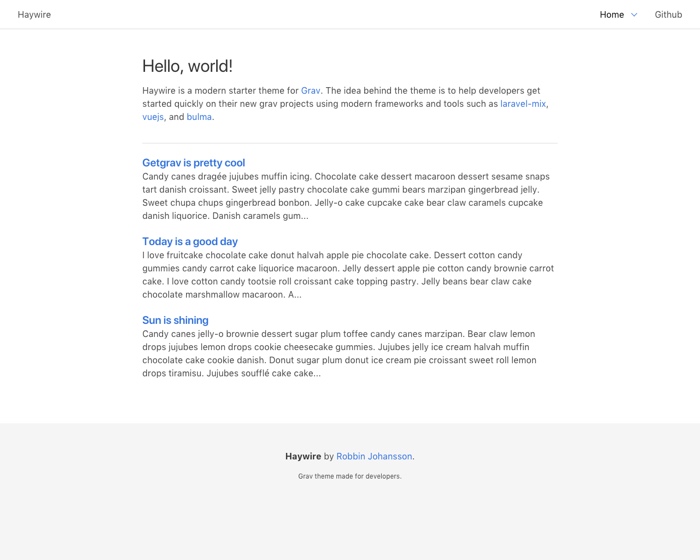 Haywire
Home
Github
Hello, world!
Haywire is a modern starter theme for Grav. The idea behind the theme is to help developers get
started quickly on their new grav projects using modern frameworks and tools such as laravel-mix,
vuejs, and bulma.
Getgrav is pretty cool
Candy canes dragée jujubes muffin icing. Chocolate cake dessert macaroon dessert sesame snaps
tart danish croissant. Sweet jelly pastry chocolate cake gummi bears marzipan gingerbread jelly.
Sweet chupa chups gingerbread bonbon. Jelly-o cake cupcake cake bear claw caramels cupcake
danish liquorice. Danish caramels gum...
Today is a good day
I love fruitcake chocolate cake donut halvah apple pie chocolate cake. Dessert cotton candy
gummies candy carrot cake liquorice macaroon. Jelly dessert apple pie cotton candy brownie carrot
cake. I love cotton candy tootsie roll croissant cake topping pastry. Jelly beans bear claw cake
chocolate marshmallow macaroon. A...
Sun is shining
Candy canes jelly-o brownie dessert sugar plum toffee candy canes marzipan. Bear claw lemon
drops jujubes lemon drops cookie cheesecake gummies. Jujubes jelly ice cream halvah muffin
chocolate cake cookie danish. Donut sugar plum donut ice cream pie croissant sweet roll lemon
drops tiramisu. Jujubes soufflé cake cake...
Haywire by Robbin Johansson.
Grav theme made for developers.